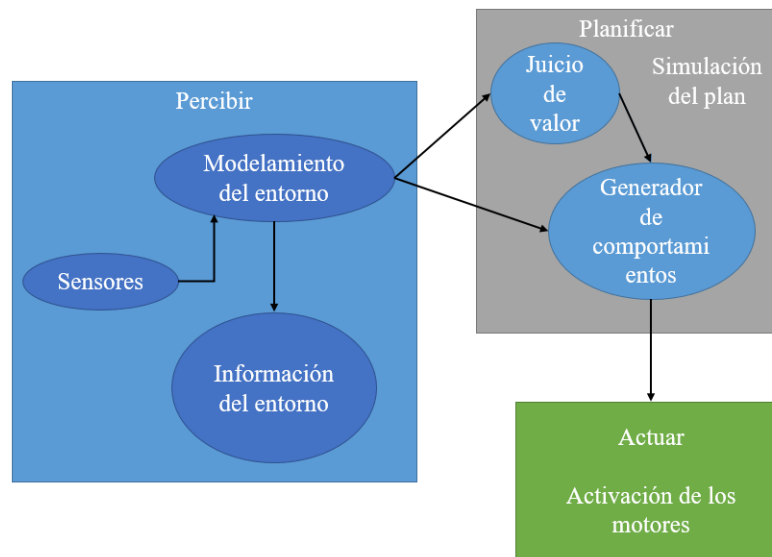 Percibir
Modelamiento
del entorno
Sensores
Información
del entorno
Planificar
Juicio
de
valor
Simulación
del plan
Generador
de
comportami
entos
Actuar
Activación de los
motores